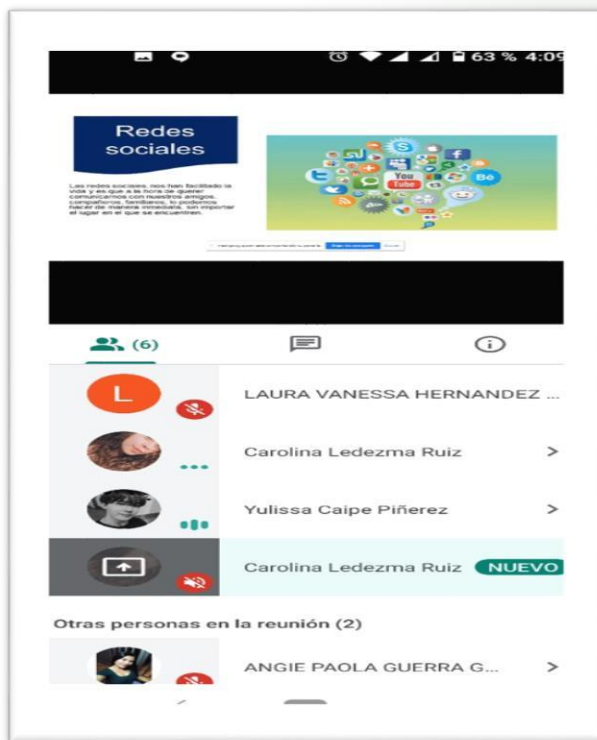 63 % 4:09
Redes
sociales
Las redes sociales, nos han facilitado la
vida y es que a la hora de querer
comunicarnos con nuestros amigos,
compañeros, familiares, lo podemos
hacer de manera inmediata, sin importar
el lugar en el que se encuentren.
You
Tube
Bē
(6)
L
LAURA VANESSA HERNANDEZ ...
Carolina Ledezma Ruiz
Yulissa Caipe Piñerez
Carolina Ledezma Ruiz NUEVO
Otras personas en la reunión (2)
ANGIE PAOLA GUERRA G...